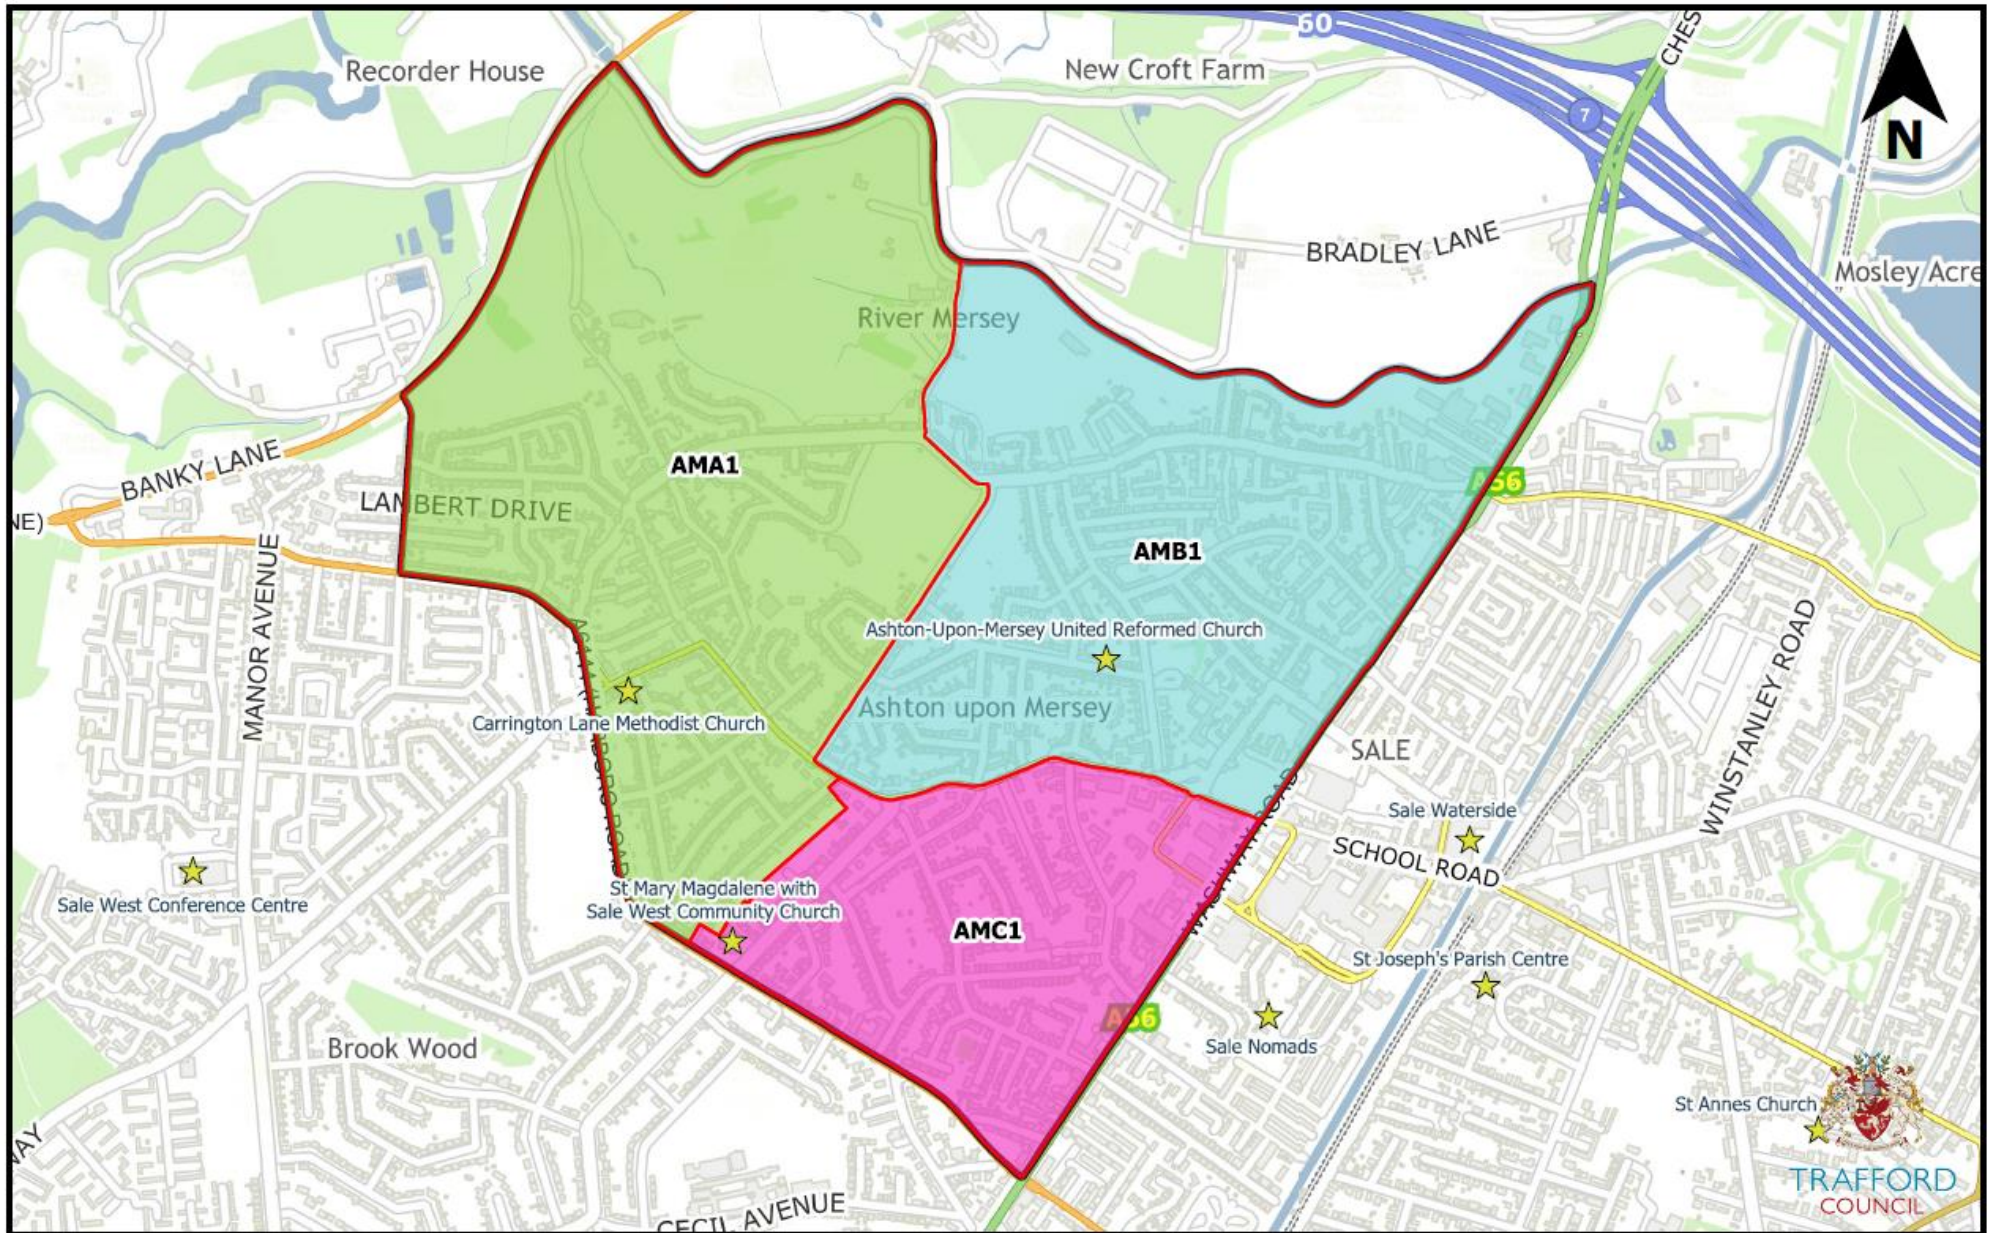 60
CHES
Recorder House
New Croft Farm
7
N
BRADLEY LANE
Mosley Acre
River Mersey
BANKY LANE
AMA1
LAMBERT DRIVE
A56
NE)
AMB1
MANOR AVENUE
Ashton-Upon-Mersey United Reformed Church
WINSTANLEY ROAD
Carrington Lane Methodist Church
Ashton upon Mersey
SALE
WASHWAY ROAD
Sale Waterside
SCHOOL ROAD
Sale West Conference Centre
St Mary Magdalene with
Sale West Community Church
AMC1
St Joseph's Parish Centre
A56
Sale Nomads
Brook Wood
St Annes Church
WAY
TRAFFORD
COUNCIL
CECIL AVENUE